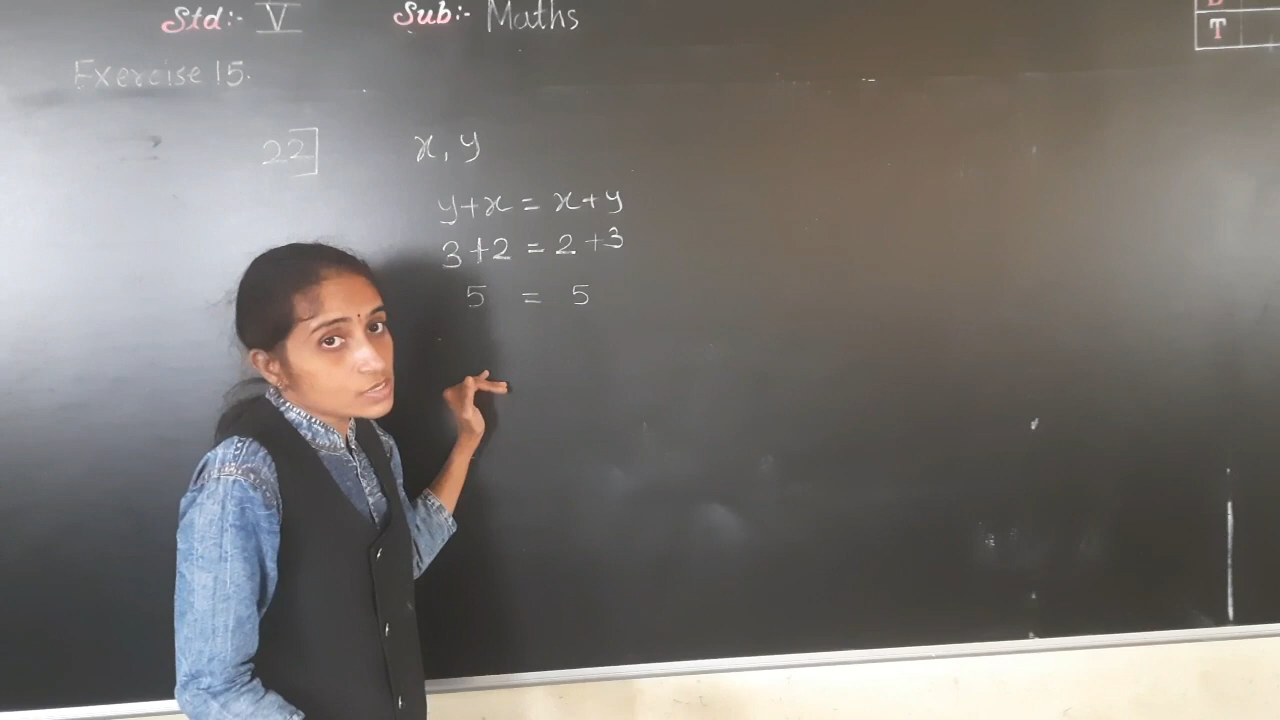 Std:- V Sub:- Maths
T
Exercise 15.
22] x, y
y+x = x+y
3+2 = 2+3
5 = 5